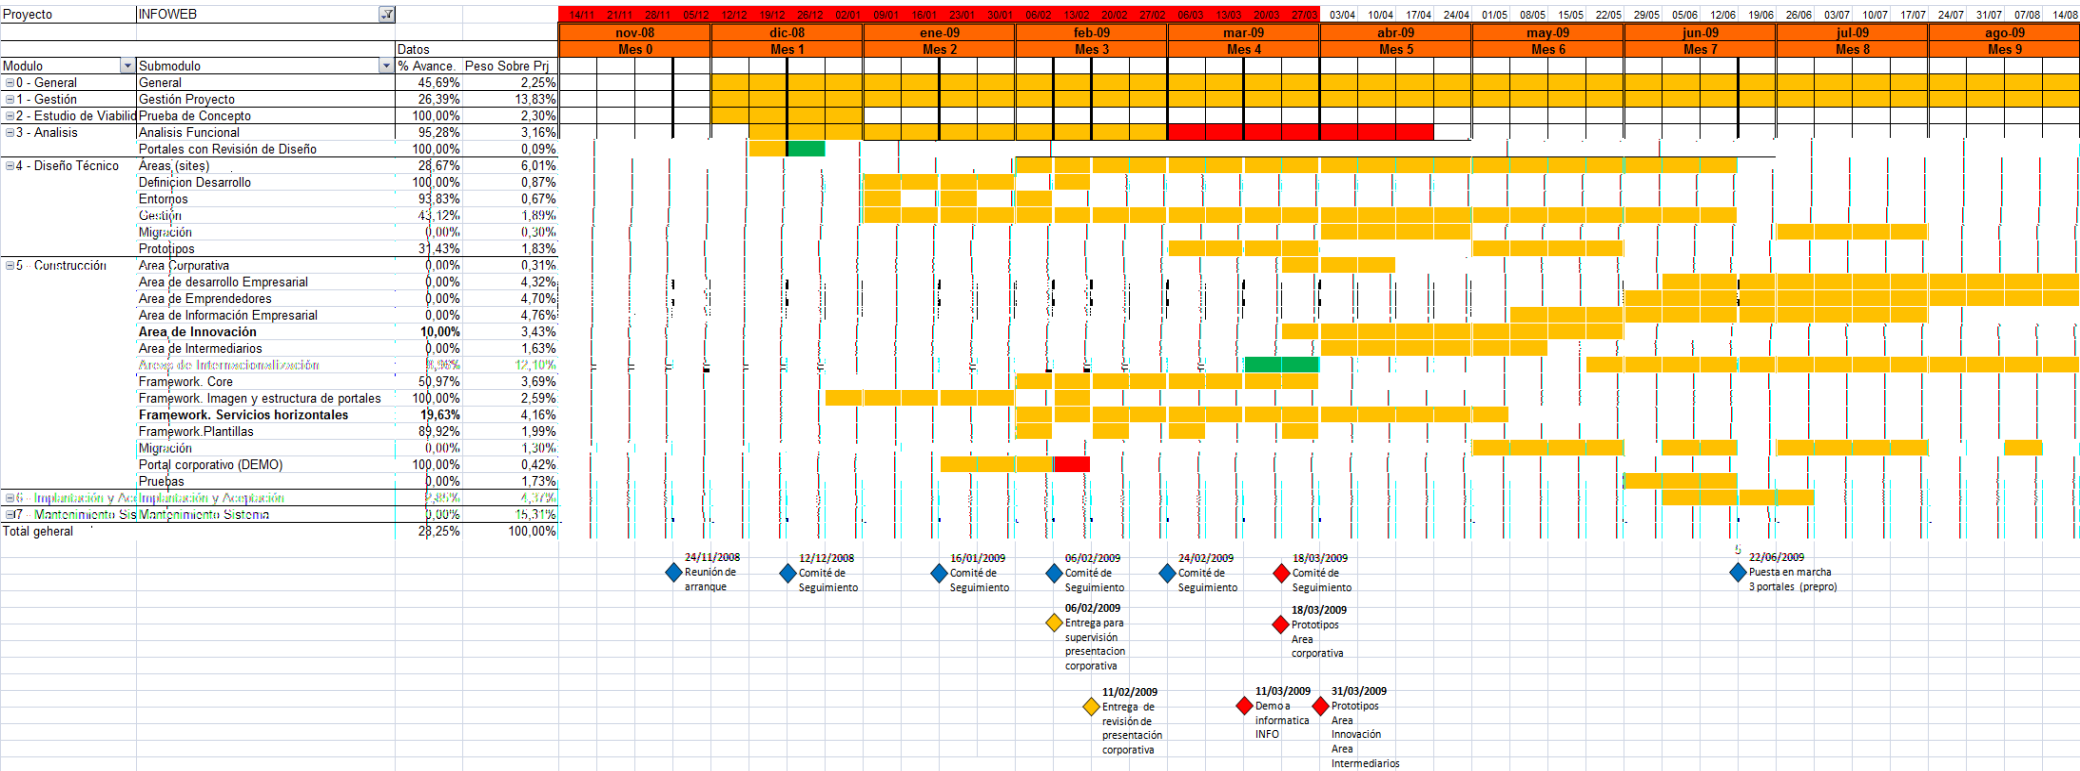 Proyecto INFOWEB 14/11 21/11 28/11 05/12 12/12 19/12 26/12 02/01 09/01 16/01 23/01 30/01 06/02 13/02 20/02 27/02 06/03 13/03 20/03 27/03 03/04 10/04 17/04 24/04 01/05 08/05 15/05 22/05 29/05 05/06 12/06 19/06 26/06 03/07 10/07 17/07 24/07 31/07 07/08 14/08
nov-08 dic-08 ene-09 feb-09 mar-09 abr-09 may-09 jun-09 jul-09 ago-09
Datos Mes 0 Mes 1 Mes 2 Mes 3 Mes 4 Mes 5 Mes 6 Mes 7 Mes 8 Mes 9
Modulo Submodulo % Avance. Peso Sobre Prj
0 - General General 45,69% 2,25%
1 - Gestión Gestión Proyecto 26,39% 13,83%
2 - Estudio de Viabilid Prueba de Concepto 100,00% 2,30%
3 - Analisis Analisis Funcional 95,28% 3,16%
Portales con Revisión de Diseño 100,00% 0,09%
4 - Diseño Técnico Áreas (sites) 28,67% 6,01%
Definicion Desarrollo 100,00% 0,87%
Entornos 93,83% 0,67%
Gestión 43,12% 1,89%
Migración 0,00% 0,30%
Prototipos 31,43% 1,83%
5 - Construcción Area Corporativa 0,00% 0,31%
Area de desarrollo Empresarial 0,00% 4,32%
Area de Emprendedores 0,00% 4,70%
Area de Información Empresarial 0,00% 4,76%
Area de Innovación 10,00% 3,43%
Area de Intermediarios 0,00% 1,63%
Areas de Internacionalización 12,10%
Framework. Core 50,97% 3,69%
Framework. Imagen y estructura de portales 100,00% 2,59%
Framework. Servicios horizontales 19,63% 4,16%
Framework.Plantillas 89,92% 1,99%
Migración 0,00% 1,30%
Portal corporativo (DEMO) 100,00% 0,42%
Pruebas 0,00% 1,73%
6 - Implantación y Ac Implantación y Aceptación 2,85% 4,37%
7 - Mantenimiento Sis Mantenimiento Sistema 0,00% 15,31%
Total geheral 28,25% 100,00%
5
24/11/2008
Reunión de
arranque
12/12/2008
Comité de
Seguimiento
16/01/2009
Comité de
Seguimiento
06/02/2009
Comité de
Seguimiento
24/02/2009
Comité de
Seguimiento
18/03/2009
Comité de
Seguimiento
22/06/2009
Puesta en marcha
3 portales (prepro)
06/02/2009
Entrega para
supervisión
presentacion
corporativa
18/03/2009
Prototipos
Area
corporativa
11/02/2009
Entrega de
revisión de
presentación
corporativa
11/03/2009
Demo a
informatica
INFO
31/03/2009
Prototipos
Area
Innovación
Area
Intermediarios